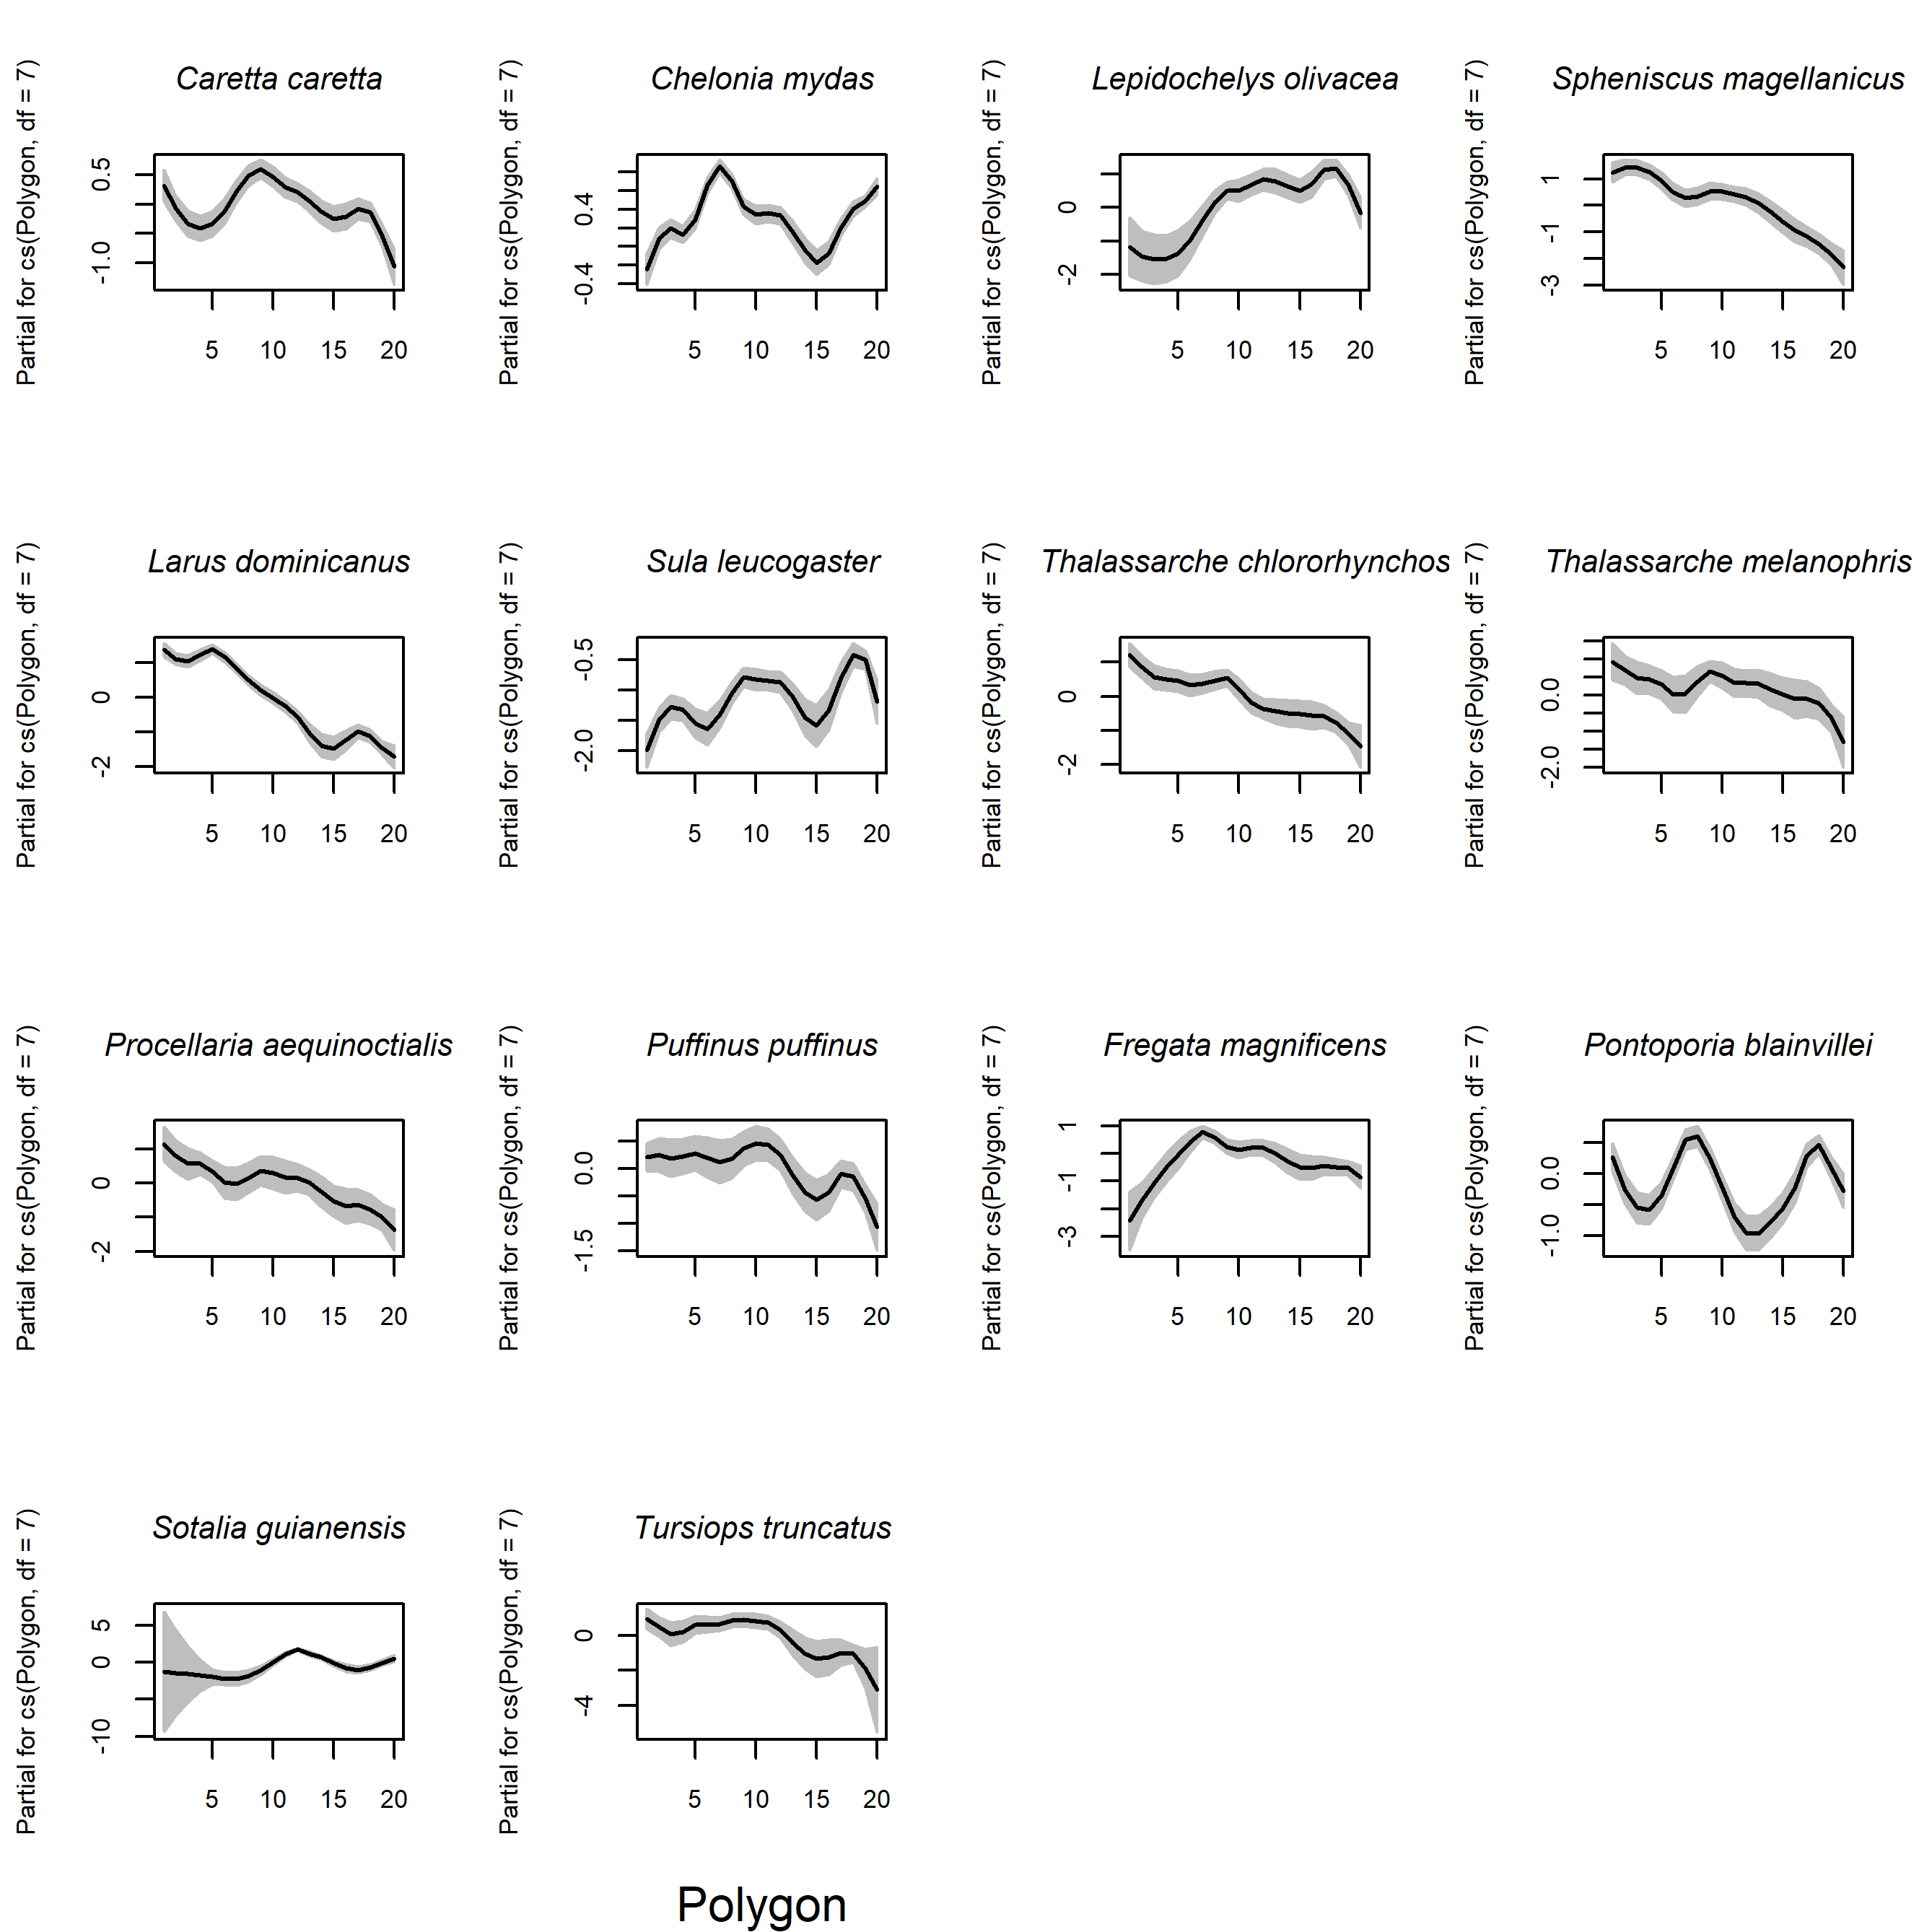 Caretta caretta
Partial for cs(Polygon, df = 7)
0.5
-1.0
5 10 15 20
Chelonia mydas
Partial for cs(Polygon, df = 7)
0.4
-0.4
5 10 15 20
Lepidochelys olivacea
Partial for cs(Polygon, df = 7)
0
-2
5 10 15 20
Spheniscus magellanicus
Partial for cs(Polygon, df = 7)
1
-1
-3
5 10 15 20
Larus dominicanus
Partial for cs(Polygon, df = 7)
0
-2
5 10 15 20
Sula leucogaster
Partial for cs(Polygon, df = 7)
-0.5
-2.0
5 10 15 20
Thalassarche chlororhynchos
Partial for cs(Polygon, df = 7)
0
-2
5 10 15 20
Thalassarche melanophris
Partial for cs(Polygon, df = 7)
0.0
-2.0
5 10 15 20
Procellaria aequinoctialis
Partial for cs(Polygon, df = 7)
0
-2
5 10 15 20
Puffinus puffinus
Partial for cs(Polygon, df = 7)
0.0
-1.5
5 10 15 20
Fregata magnificens
Partial for cs(Polygon, df = 7)
1
-1
-3
5 10 15 20
Pontoporia blainvillei
Partial for cs(Polygon, df = 7)
0.0
-1.0
5 10 15 20
Sotalia guianensis
Partial for cs(Polygon, df = 7)
5
0
-10
5 10 15 20
Tursiops truncatus
Partial for cs(Polygon, df = 7)
0
-4
5 10 15 20
Polygon